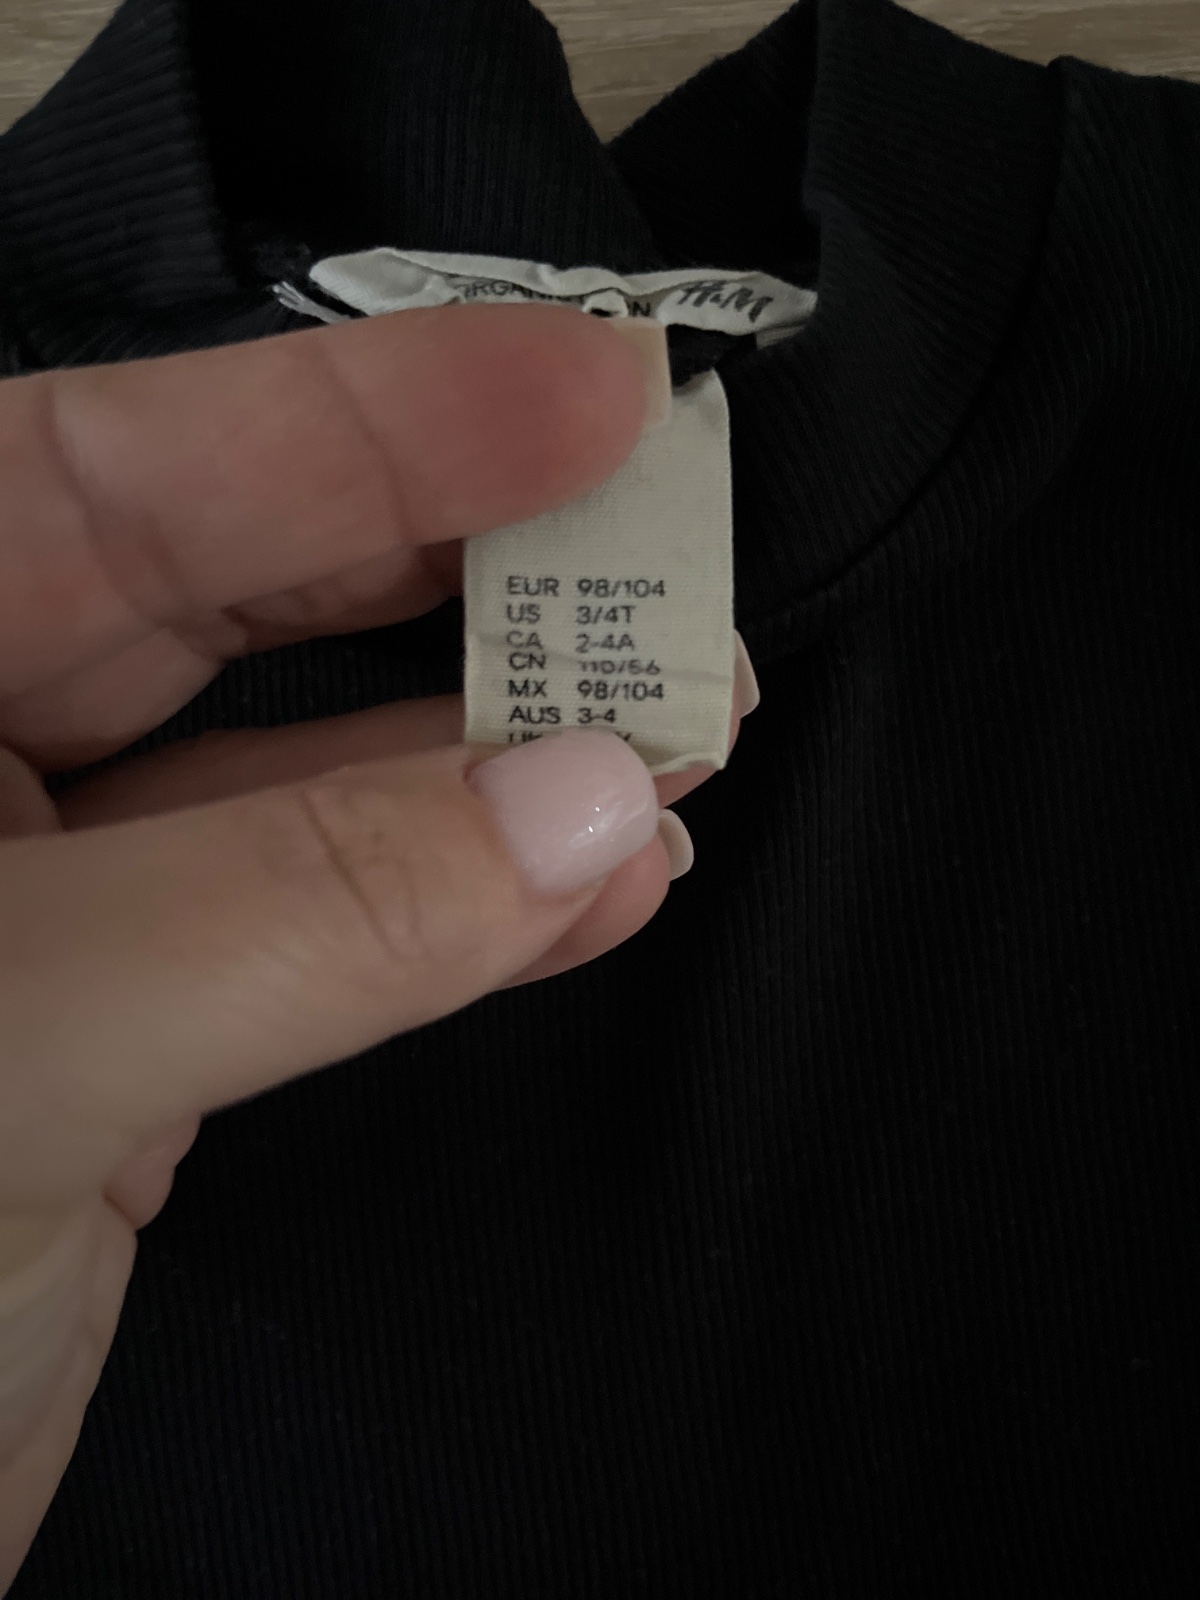 H&M
EUR 98/104
US 3/4T
CA 2-4A
CN 110/56
MX 98/104
AUS 3-4